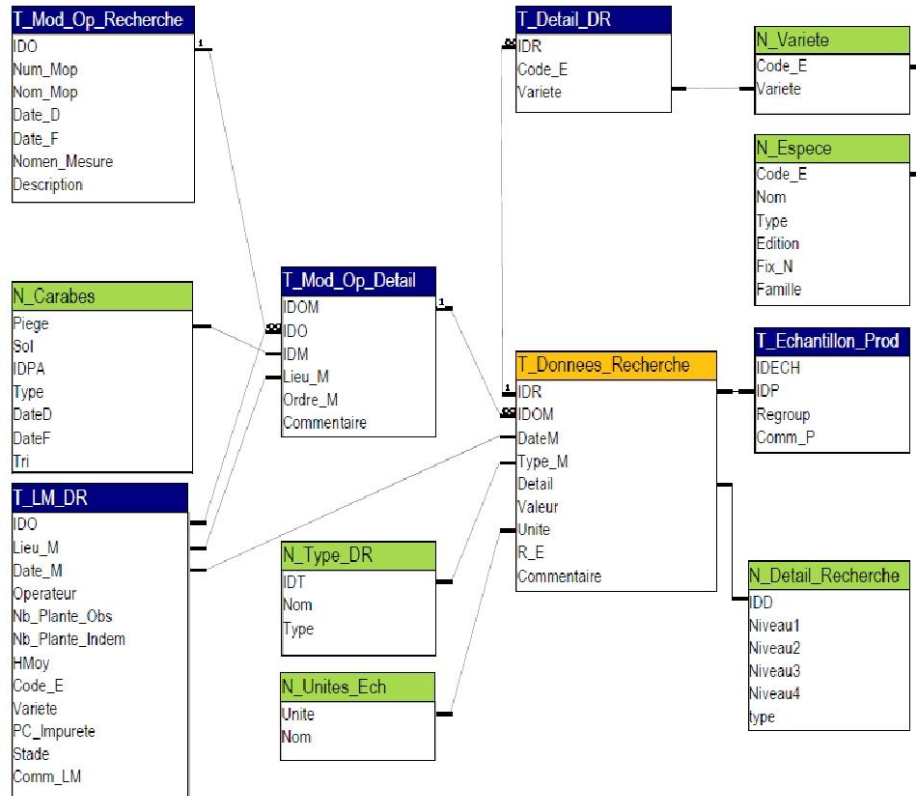 T_Mod_Op_Recherche
IDO
Num_Mop
Nom_Mop
Date_D
Date_F
Nomen_Mesure
Description
1
T_Detail_DR
IDR
Code_E
Variete
∞
N_Variete
Code_E
Variete
N_Espece
Code_E
Nom
Type
Edition
Fix_N
Famille
N_Carabes
Piege
Sol
IDPA
Type
DateD
DateF
Tri
T_Mod_Op_Detail
IDOM
IDO
IDM
Lieu_M
Ordre_M
Commentaire
∞
1
T_Donnees_Recherche
IDR
IDOM
DateM
Type_M
Detail
Valeur
Unite
R_E
Commentaire
1
∞
T_Echantillon_Prod
IDECH
IDP
Regroup
Comm_P
T_LM_DR
IDO
Lieu_M
Date_M
Operateur
Nb_Plante_Obs
Nb_Plante_Indem
HMoy
Code_E
Variete
PC_Impurete
Stade
Comm_LM
N_Type_DR
IDT
Nom
Type
N_Unites_Ech
Unite
Nom
N_Detail_Recherche
IDD
Niveau1
Niveau2
Niveau3
Niveau4
type